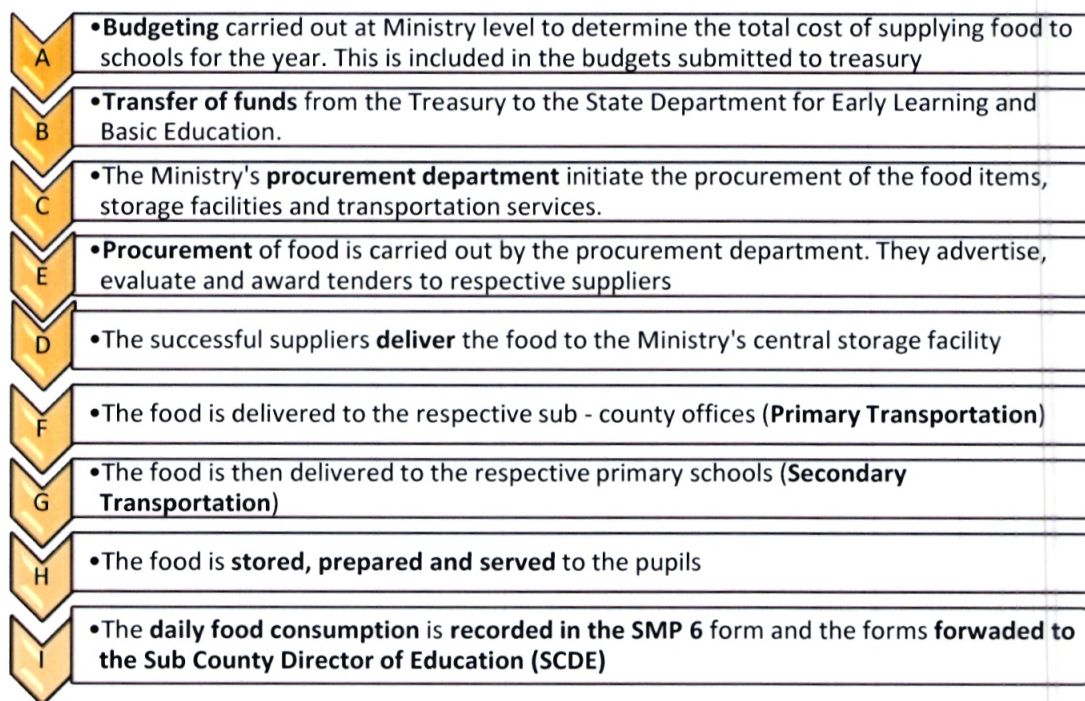 A
•Budgeting carried out at Ministry level to determine the total cost of supplying food to
schools for the year. This is included in the budgets submitted to treasury
B
•Transfer of funds from the Treasury to the State Department for Early Learning and
Basic Education.
C
•The Ministry's procurement department initiate the procurement of the food items,
storage facilities and transportation services.
E
•Procurement of food is carried out by the procurement department. They advertise,
evaluate and award tenders to respective suppliers
D
•The successful suppliers deliver the food to the Ministry's central storage facility
F
•The food is delivered to the respective sub - county offices (Primary Transportation)
G
•The food is then delivered to the respective primary schools (Secondary
Transportation)
H
•The food is stored, prepared and served to the pupils
I
•The daily food consumption is recorded in the SMP 6 form and the forms forwaded to
the Sub County Director of Education (SCDE)